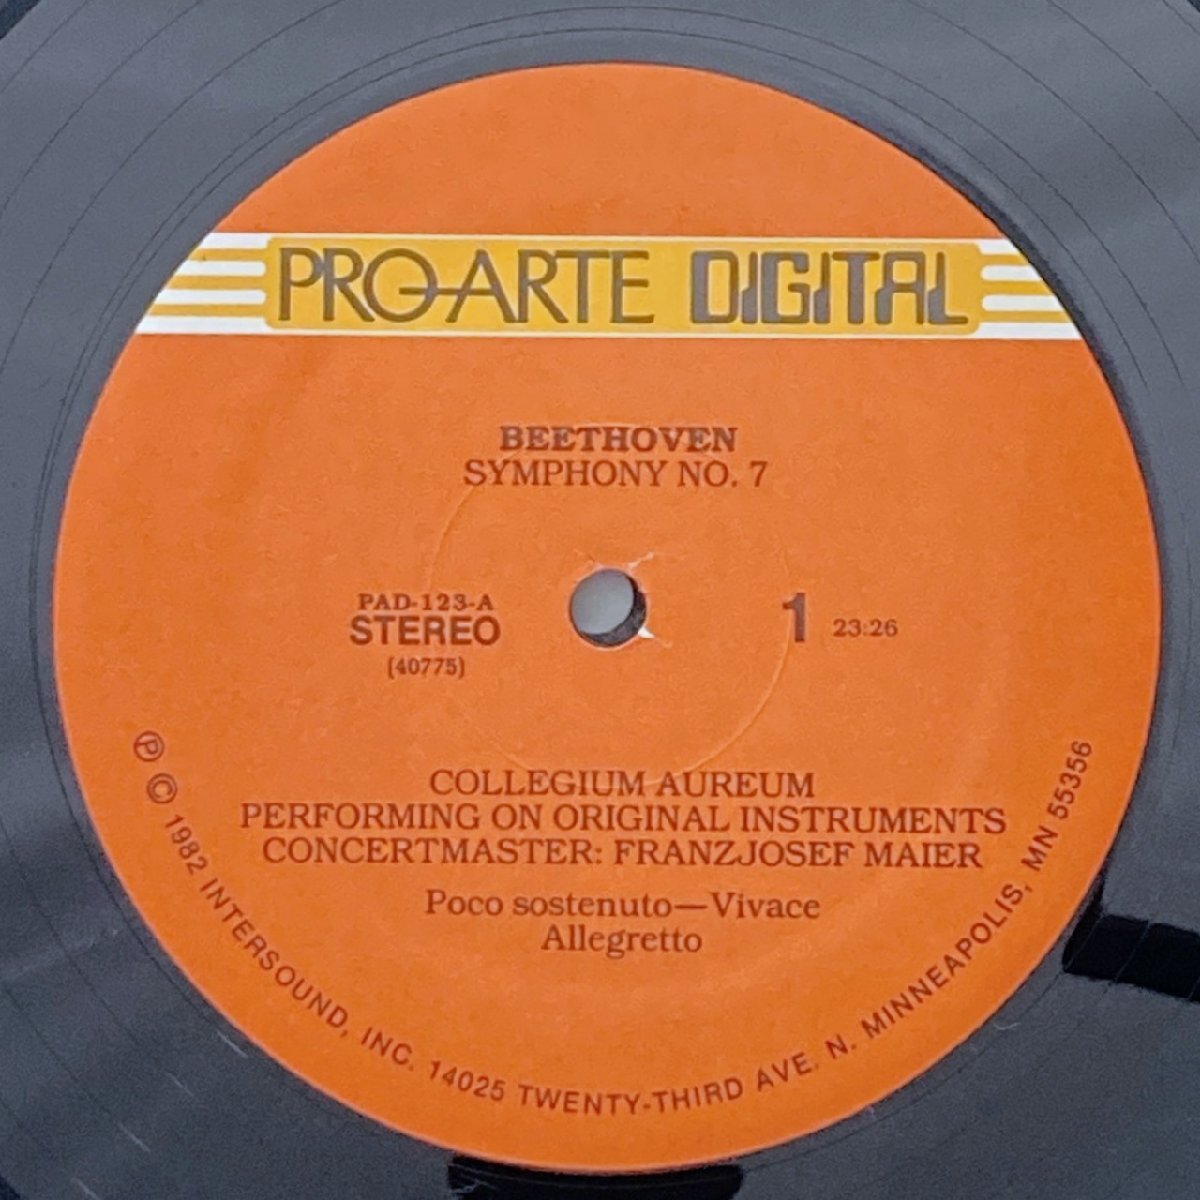 PRO-ARTE DIGITAL
BEETHOVEN
SYMPHONY NO. 7
PAD-123-A
STEREO
(40775)
1 23:26
COLLEGIUM AUREUM
PERFORMING ON ORIGINAL INSTRUMENTS
CONCERTMASTER: FRANZJOSEF MAIER
Poco sostenuto—Vivace
Allegretto
℗ © 1982 INTERSOUND, INC. 14025 TWENTY-THIRD AVE. N. MINNEAPOLIS, MN 55356